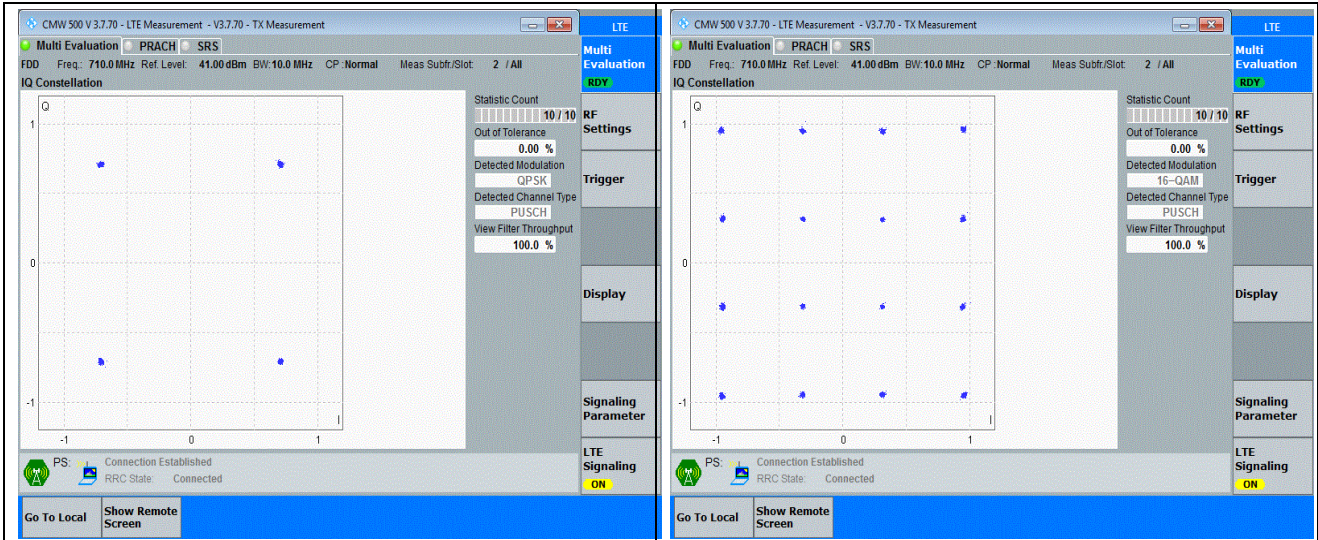 CMW 500 V 3.7.70 - LTE Measurement - V3.7.70 - TX Measurement
LTE
Multi Evaluation PRACH SRS
Multi
Evaluation
RDY
FDD Freq.: 710.0 MHz Ref. Level: 41.00 dBm BW: 10.0 MHz CP : Normal Meas Subfr./Slot: 2 / All
IQ Constellation
Q
1
0
-1
-1 0 1
I
Statistic Count
10 / 10
Out of Tolerance
0.00 %
Detected Modulation
QPSK
Detected Channel Type
PUSCH
View Filter Throughput
100.0 %
RF
Settings
Trigger
Display
Signaling
Parameter
LTE
Signaling
ON
PS: Connection Established
RRC State: Connected
Go To Local
Show Remote
Screen
CMW 500 V 3.7.70 - LTE Measurement - V3.7.70 - TX Measurement
LTE
Multi Evaluation PRACH SRS
Multi
Evaluation
RDY
FDD Freq.: 710.0 MHz Ref. Level: 41.00 dBm BW: 10.0 MHz CP : Normal Meas Subfr./Slot: 2 / All
IQ Constellation
Q
1
0
-1
-1 0 1
I
Statistic Count
10 / 10
Out of Tolerance
0.00 %
Detected Modulation
16-QAM
Detected Channel Type
PUSCH
View Filter Throughput
100.0 %
RF
Settings
Trigger
Display
Signaling
Parameter
LTE
Signaling
ON
PS: Connection Established
RRC State: Connected
Go To Local
Show Remote
Screen